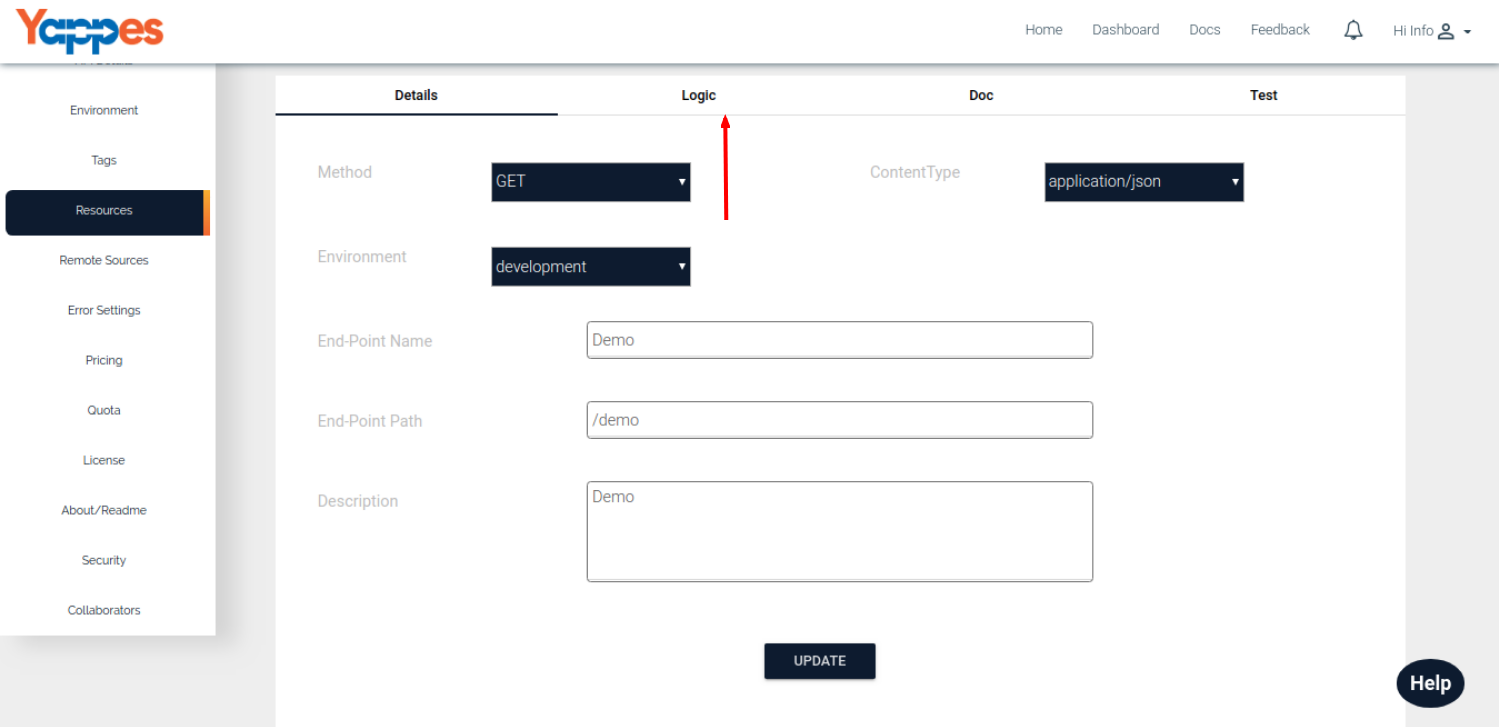 Yappes
Home Dashboard Docs Feedback Hi Info
Environment
Tags
Resources
Remote Sources
Error Settings
Pricing
Quota
License
About/Readme
Security
Collaborators
Details Logic Doc Test
Method GET ContentType application/json
Environment development
End-Point Name Demo
End-Point Path /demo
Description Demo
UPDATE
Help